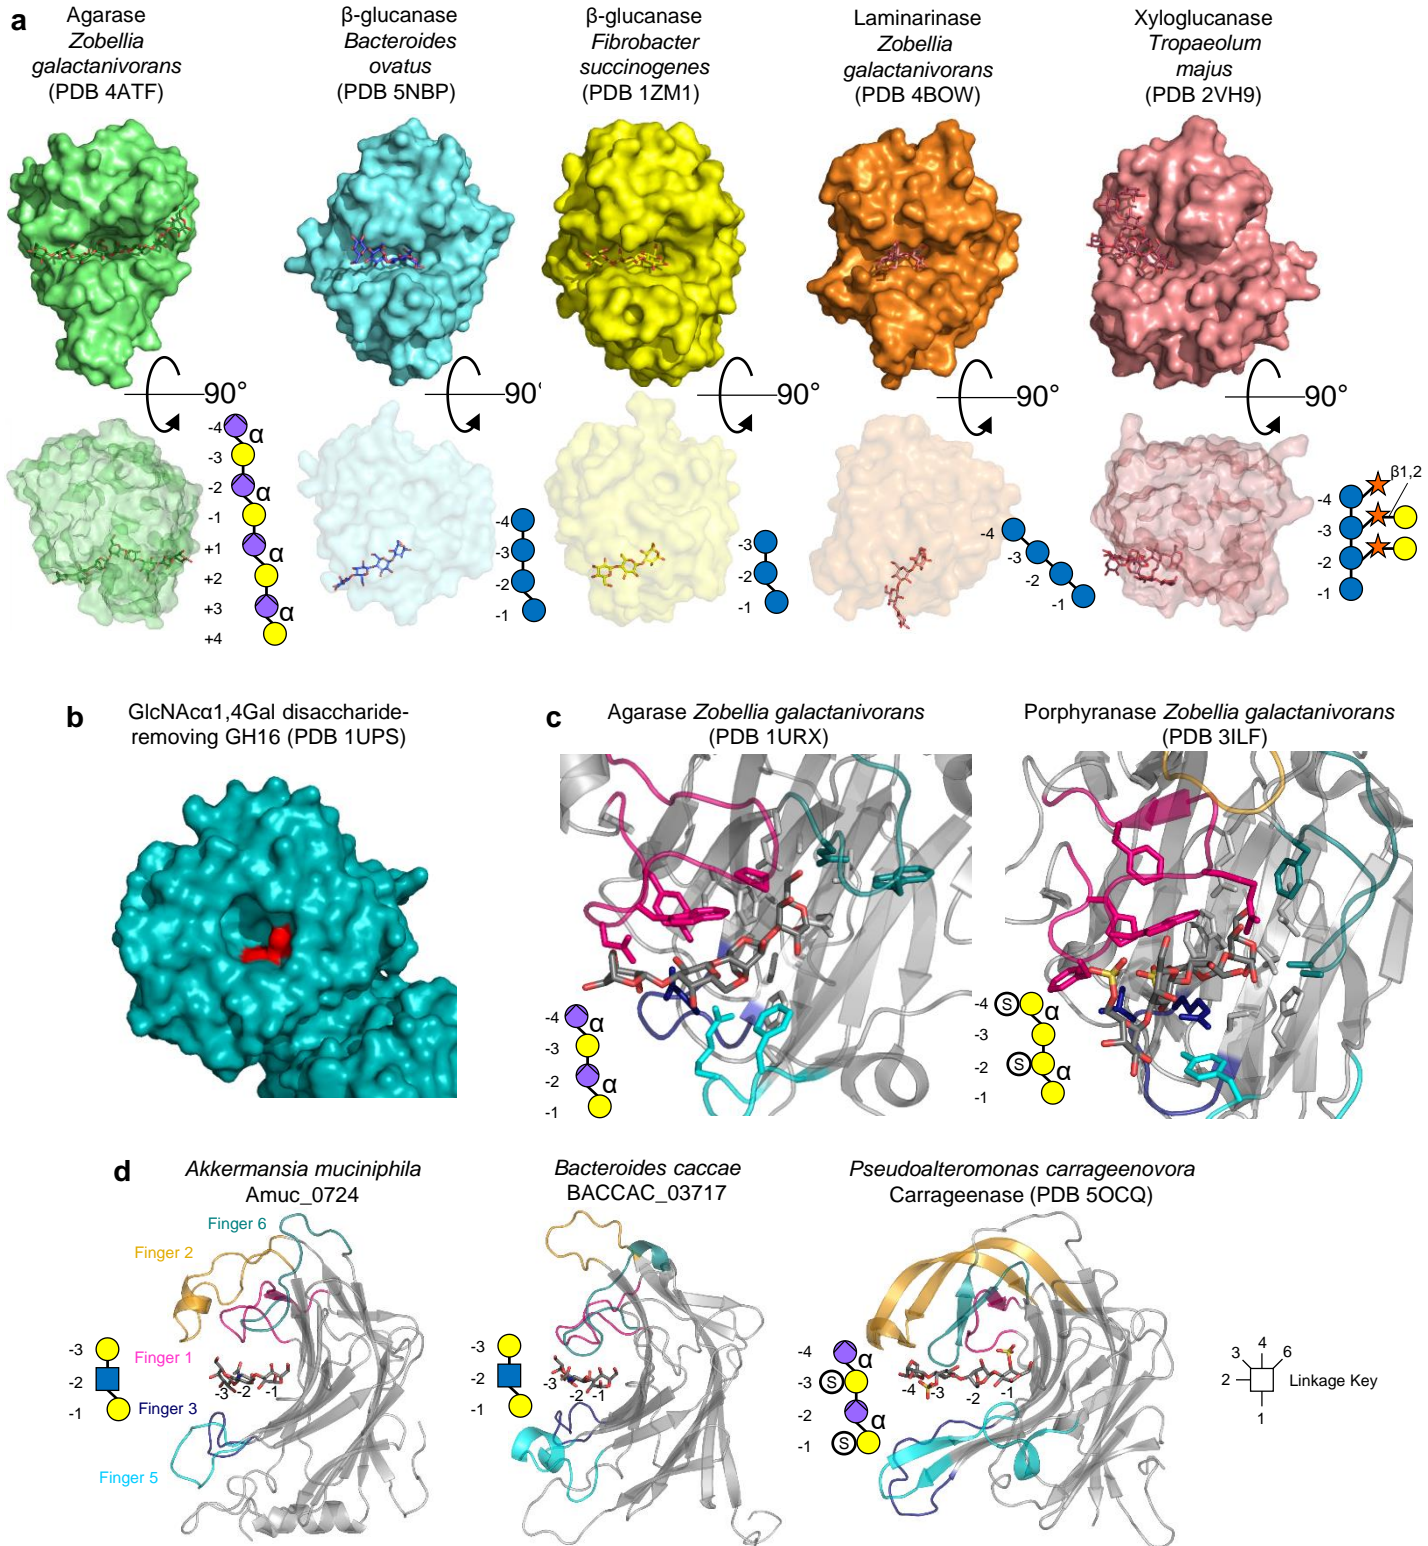 a
Agarase
Zobellia
galactanivorans
(PDB 4ATF)
β-glucanase
Bacteroides
ovatus
(PDB 5NBP)
β-glucanase
Fibrobacter
succinogenes
(PDB 1ZM1)
Laminarinase
Zobellia
galactanivorans
(PDB 4BOW)
Xyloglucanase
Tropaeolum
majus
(PDB 2VH9)
90°
90°
90°
90°
90°
-4
α
-3
-2
α
-1
+1
α
+2
+3
α
+4
-4
-3
-2
-1
-3
-2
-1
-4
-3
-2
-1
β1,2
-4
-3
-2
-1
b
GlcNAcα1,4Gal disaccharide-
removing GH16 (PDB 1UPS)
c
Agarase Zobellia galactanivorans
(PDB 1URX)
-4
α
-3
-2
α
-1
Porphyranase Zobellia galactanivorans
(PDB 3ILF)
-4
S
α
-3
-2
S
α
-1
d
Akkermansia muciniphila
Amuc_0724
Finger 6
Finger 2
Finger 1
Finger 3
Finger 5
-3
-2
-1
-3
-2
-1
Bacteroides caccae
BACCAC_03717
-3
-2
-1
-3
-2
-1
Pseudoalteromonas carrageenovora
Carrageenase (PDB 5OCQ)
-4
α
-3
S
-2
α
-1
S
-4
-3
-2
-1
3
4
6
2
Linkage Key
1